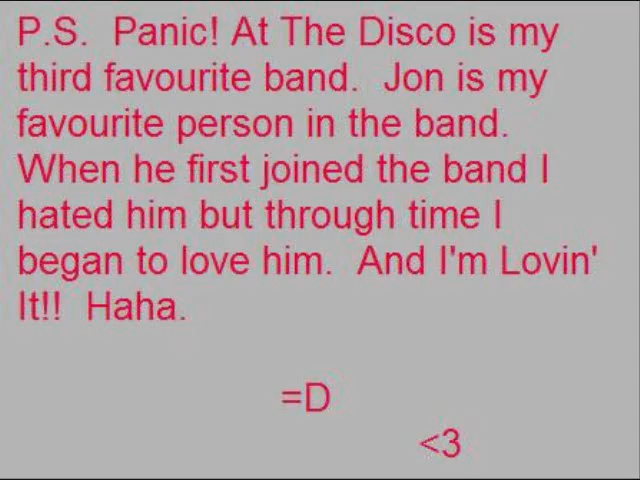 P.S.  Panic! At The Disco is my
third favourite band.  Jon is my
favourite person in the band.
When he first joined the band I
hated him but through time I
began to love him.  And I'm Lovin'
It!!  Haha.
=D
<3